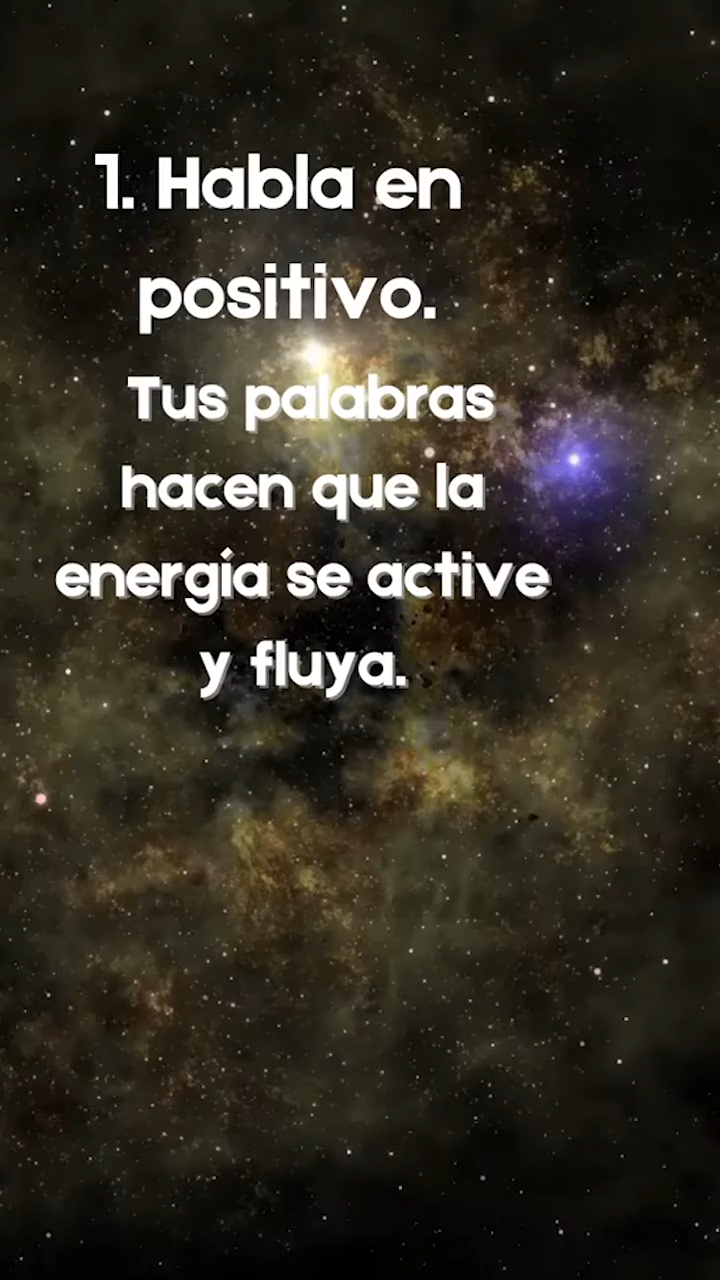 1. Habla en
positivo.
Tus palabras
hacen que la
energía se active
y fluya.